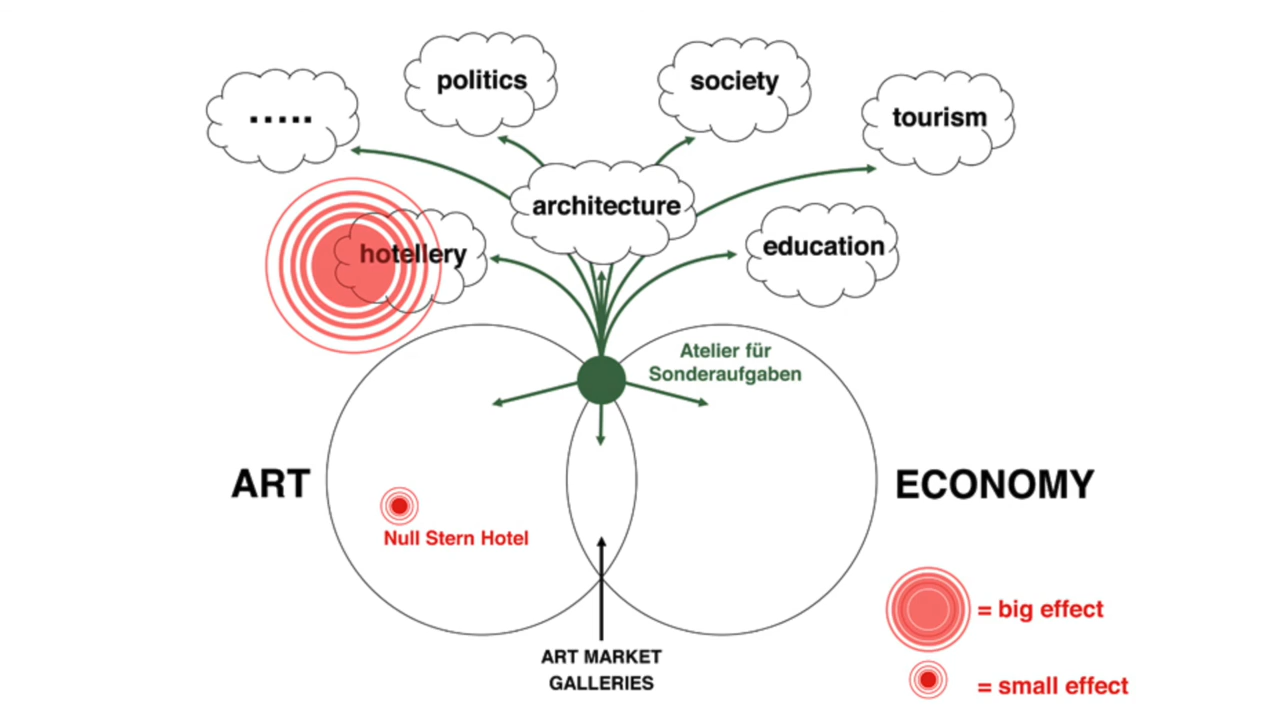 politics
society
.....
tourism
architecture
hotellery
education
Atelier für
Sonderaufgaben
ART
ECONOMY
Null Stern Hotel
= big effect
ART MARKET
GALLERIES
= small effect